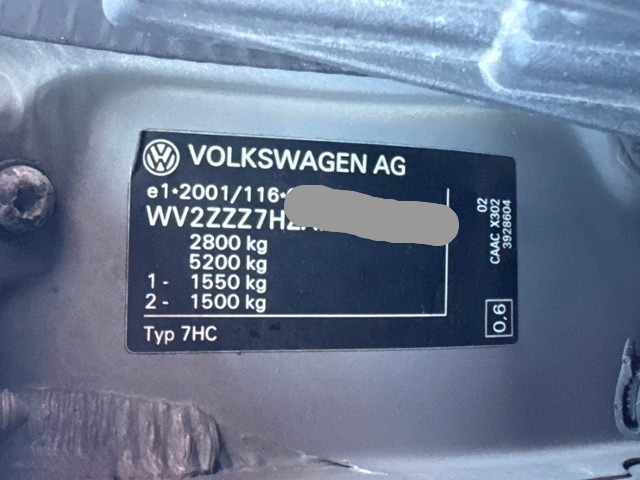 VOLKSWAGEN AG
e1*2001/116*
WV2ZZZ7HZ
2800 kg
5200 kg
1- 1550 kg
2- 1500 kg
Typ 7HC
02
CAAC X302
3928604
0,6